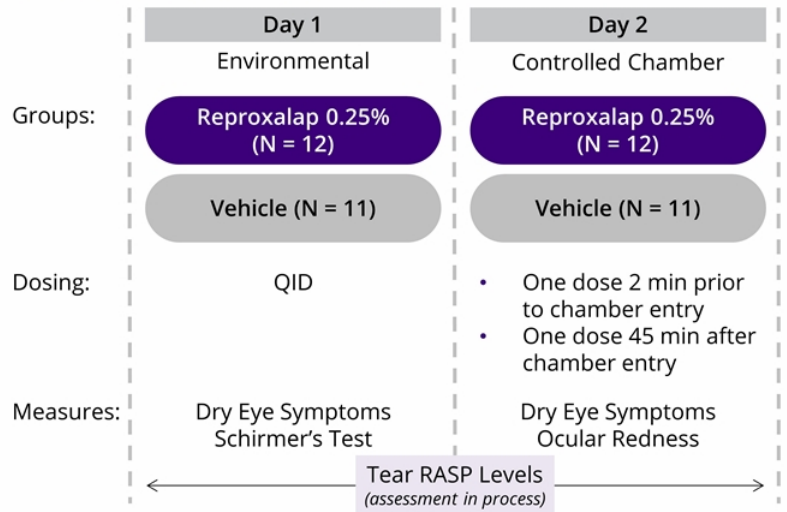 Day 1
Day 2
Environmental
Controlled Chamber
Groups:
Reproxalap 0.25%
(N = 12)
Reproxalap 0.25%
(N = 12)
Vehicle (N = 11)
Vehicle (N = 11)
Dosing:
QID
• One dose 2 min prior
to chamber entry
• One dose 45 min after
chamber entry
Measures:
Dry Eye Symptoms
Schirmer's Test
Dry Eye Symptoms
Ocular Redness
Tear RASP Levels
(assessment in process)